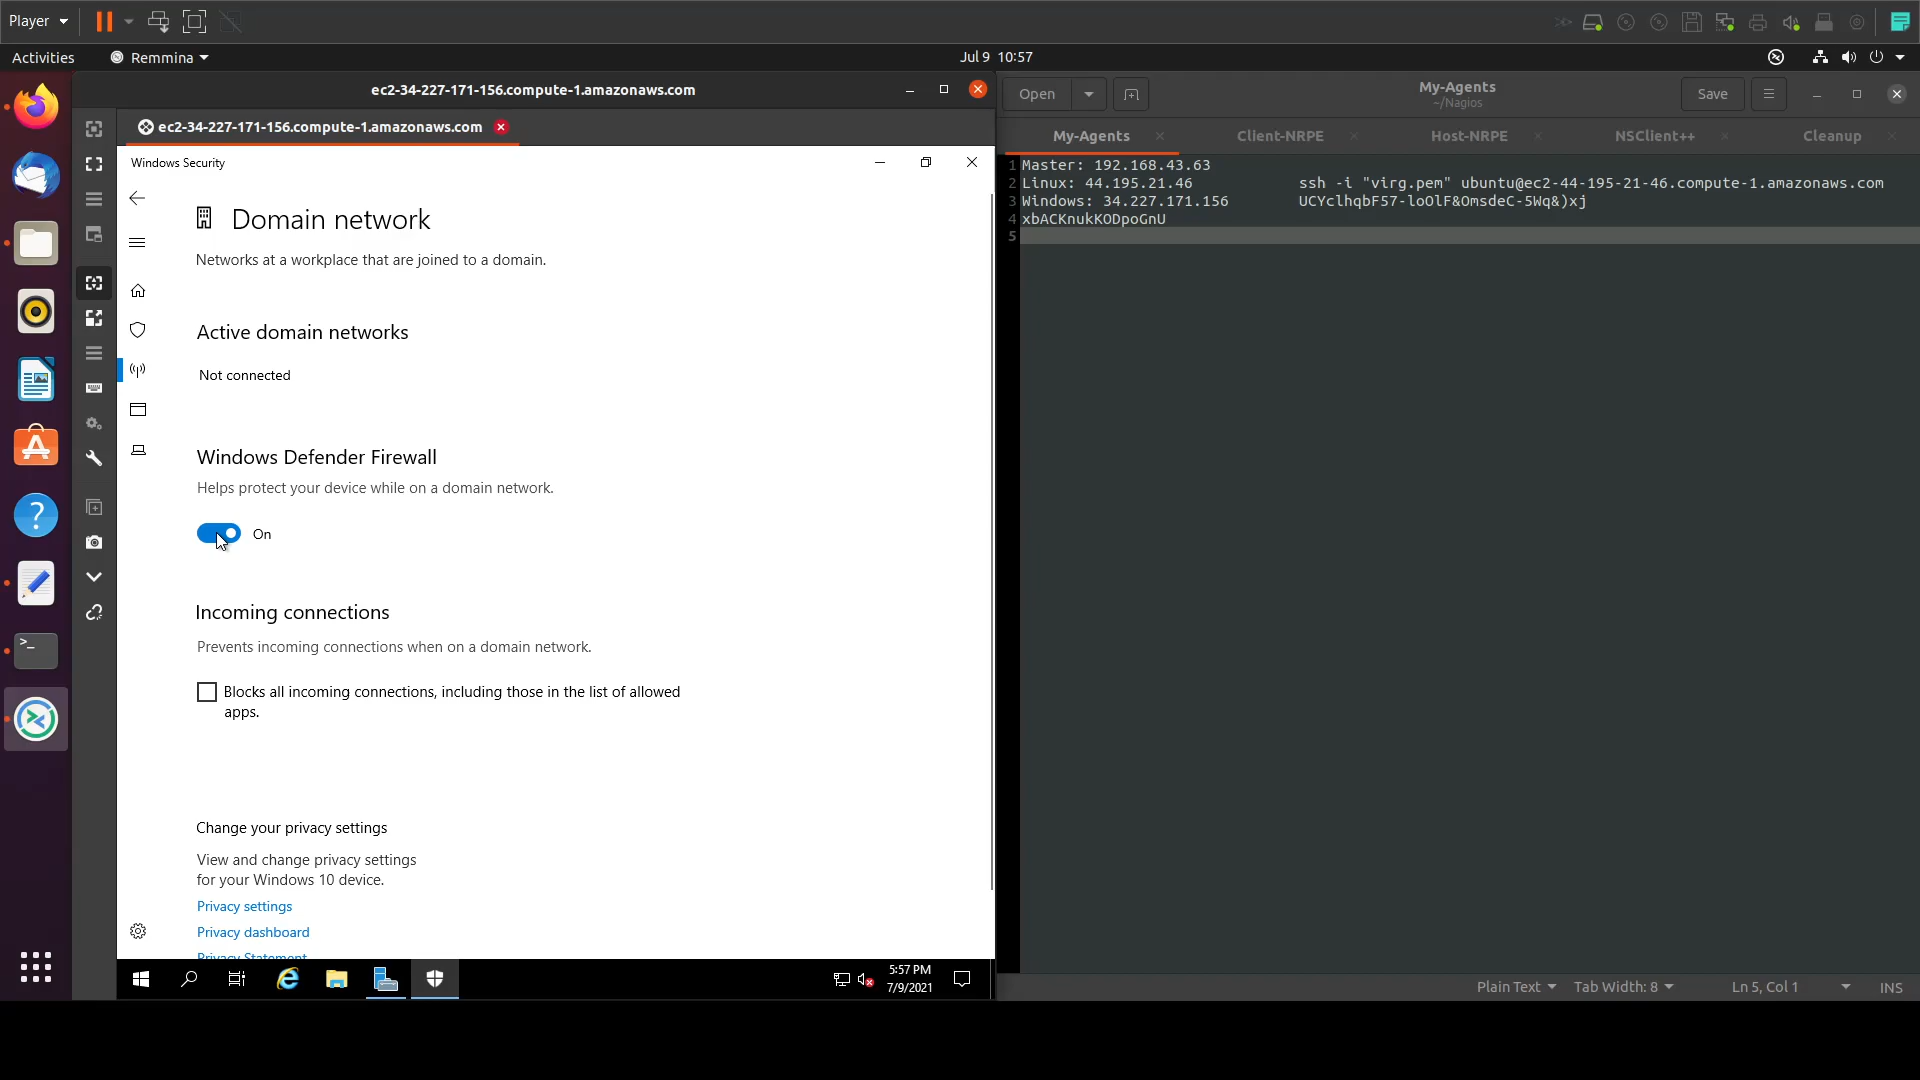 Player
Activities
Remmina
Jul 9 10:57
ec2-34-227-171-156.compute-1.amazonaws.com
ec2-34-227-171-156.compute-1.amazonaws.com
Windows Security
Domain network
Networks at a workplace that are joined to a domain.
Active domain networks
Not connected
Windows Defender Firewall
Helps protect your device while on a domain network.
On
Incoming connections
Prevents incoming connections when on a domain network.
Blocks all incoming connections, including those in the list of allowed
apps.
Change your privacy settings
View and change privacy settings
for your Windows 10 device.
Privacy settings
Privacy dashboard
Privacy Statement
5:57 PM
7/9/2021
Open
My-Agents
~/Nagios
Save
My-Agents
Client-NRPE
Host-NRPE
NSClient++
Cleanup
1 Master: 192.168.43.63
2 Linux: 44.195.21.46 ssh -i "virg.pem" ubuntu@ec2-44-195-21-46.compute-1.amazonaws.com
3 Windows: 34.227.171.156 UCYclhqbF57-loOlF&OmsdeC-5Wq&)xj
4 xbACKnukKODpoGnU
5
Plain Text
Tab Width: 8
Ln 5, Col 1
INS